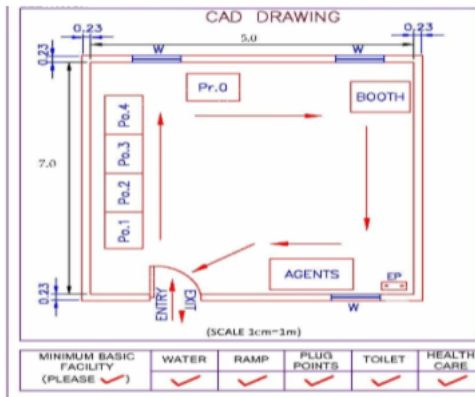 CAD DRAWING
0.23
5.0
0.23
W
W
0.23
Pr.0
BOOTH
Po.4
Po.3
Po.2
Po.1
7.0
AGENTS
EP
0.23
ENTRY
EXIT
W
(SCALE 1cm-1m)
MINIMUM BASIC
FACILITY
(PLEASE ✓)
WATER
RAMP
PLUG
POINTS
TOILET
HEALTH
CARE